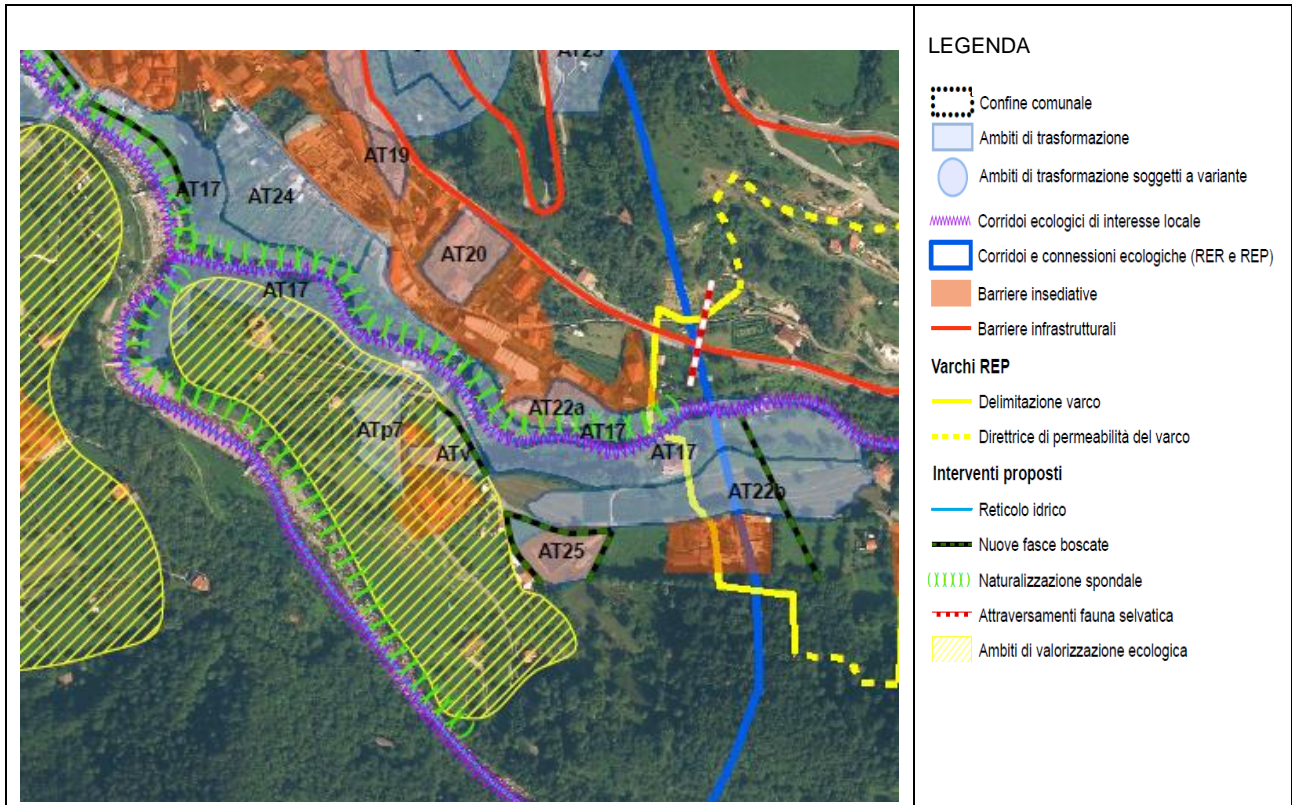 AT23
AT19
AT17
AT24
AT20
AT17
AT22a
AT17
ATp7
ATv
AT17
AT22b
AT25
LEGENDA
Confine comunale
Ambiti di trasformazione
Ambiti di trasformazione soggetti a variante
Corridoi ecologici di interesse locale
Corridoi e connessioni ecologiche (RER e REP)
Barriere insediative
Barriere infrastrutturali
Varchi REP
Delimitazione varco
Direttrice di permeabilità del varco
Interventi proposti
Reticolo idrico
Nuove fasce boscate
Naturalizzazione spondale
Attraversamenti fauna selvatica
Ambiti di valorizzazione ecologica